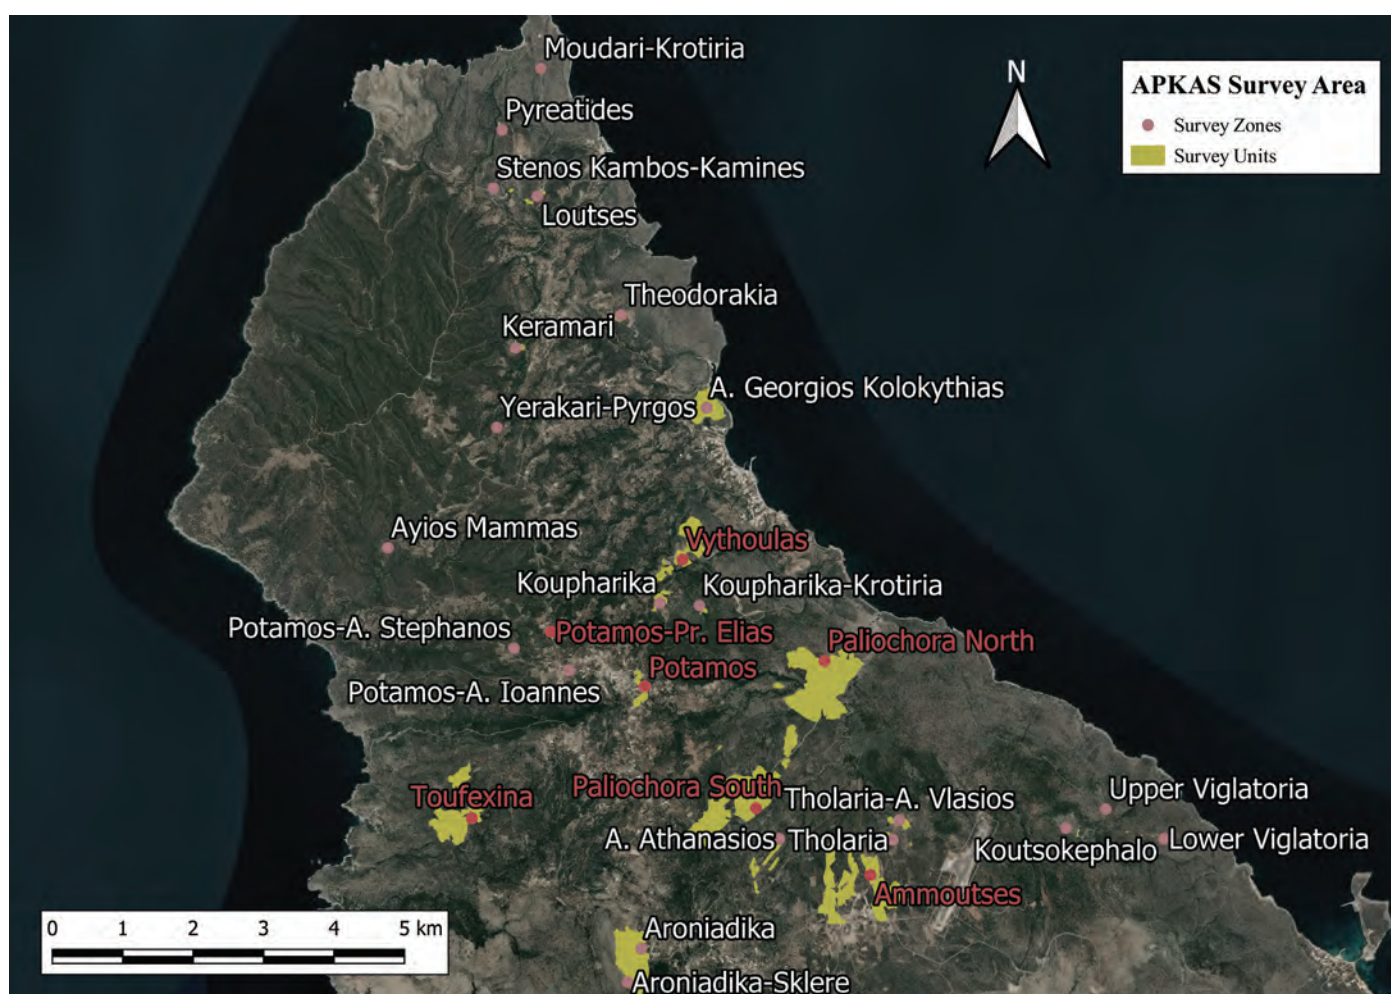 Moudari-Krotiria
N
APKAS Survey Area
Survey Zones
Survey Units
Pyreatides
Stenos Kambos-Kamines
Loutses
Theodorakia
Keramari
A. Georgios Kolokythias
Yerakari-Pyrgos
Ayios Mammas
Vythoulas
Koupharika
Koupharika-Krotiria
Potamos-A. Stephanos
Potamos-Pr. Elias
Paliochora North
Potamos
Potamos-A. Ioannes
Toufexina
Paliochora South
Tholaria-A. Vlasios
Upper Viglatoria
A. Athanasios
Tholaria
Koutsokephalo
Lower Viglatoria
Ammoutses
Aroniadika
Aroniadika-Sklere
0 1 2 3 4 5 km